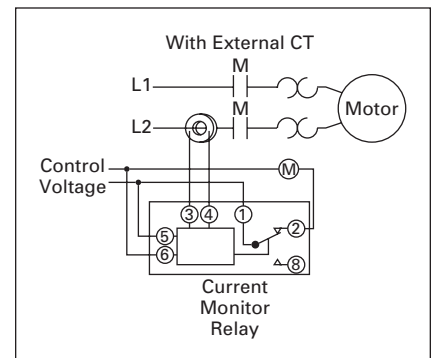 With External CT
M
L1
M
Motor
L2
Control
Voltage
M
3 4 1
2
5
6
8
Current
Monitor
Relay